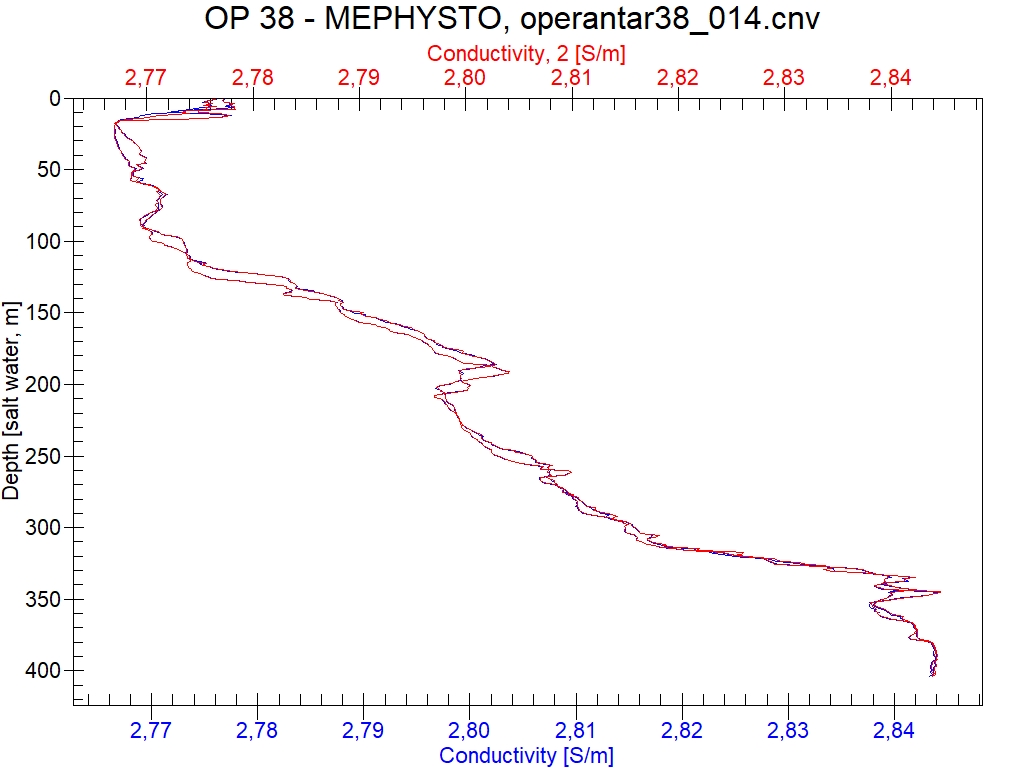 OP 38 - MEPHYSTO, operantar38_014.cnv
Conductivity, 2 [S/m]
2,77 2,78 2,79 2,80 2,81 2,82 2,83 2,84
0
50
100
150
200
250
300
350
400
Depth [salt water, m]
2,77 2,78 2,79 2,80 2,81 2,82 2,83 2,84
Conductivity [S/m]